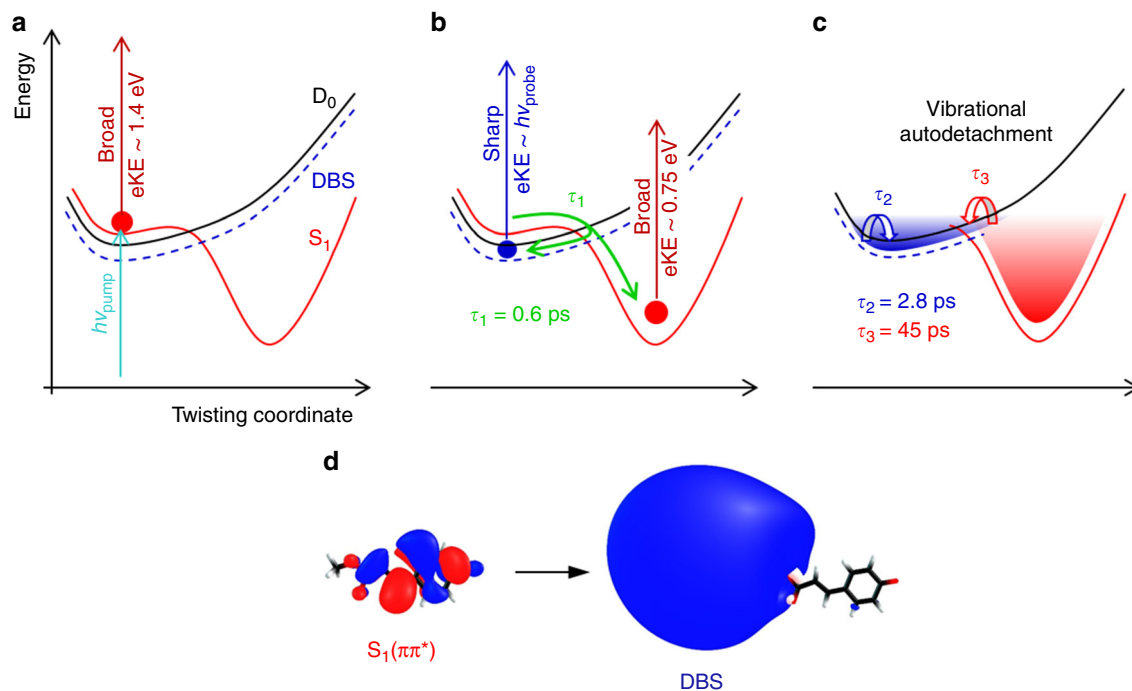 a
Energy
Broad
eKE ~ 1.4 eV
D₀
DBS
S₁
hνpump
Twisting coordinate
b
Sharp
eKE ~ hνprobe
τ₁
Broad
eKE ~ 0.75 eV
τ₁ = 0.6 ps
c
Vibrational
autodetachment
τ₂
τ₃
τ₂ = 2.8 ps
τ₃ = 45 ps
d
S₁(ππ*)
DBS